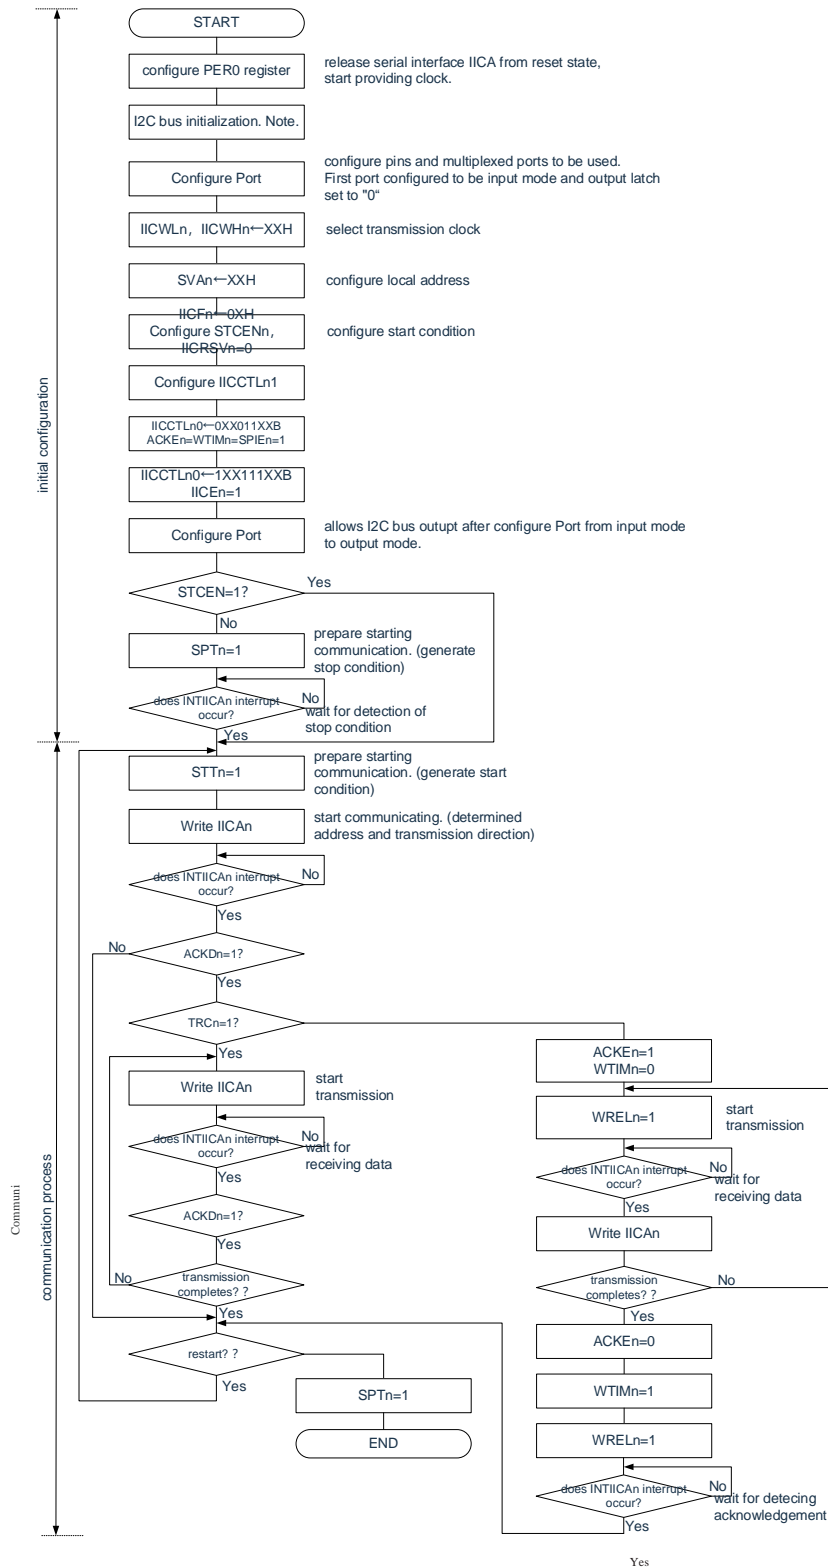 START
configure PER0 register
release serial interface IICA from reset state,
start providing clock.
I2C bus initialization. Note.
Configure Port
configure pins and multiplexed ports to be used.
First port configured to be input mode and output latch
set to "0"
IICWLn, IICWHn←XXH
select transmission clock
SVAn←XXH
configure local address
IICFn←0XH
Configure STCENn,
IICRSVn=0
configure start condition
Configure IICCTLn1
IICCTLn0←0XX011XXB
ACKEn=WTIMn=SPIEn=1
IICCTLn0←1XX111XXB
IICEn=1
Configure Port
allows I2C bus outupt after configure Port from input mode
to output mode.
initial configuration
STCEN=1?
Yes
No
SPTn=1
prepare starting
communication. (generate
stop condition)
does INTIICAn interrupt
occur?
No
wait for detection of
stop condition
Yes
STTn=1
prepare starting
communication. (generate start
condition)
Write IICAn
start communicating. (determined
address and transmission direction)
does INTIICAn interrupt
occur?
No
Yes
ACKDn=1?
No
Yes
TRCn=1?
Yes
Write IICAn
start
transmission
does INTIICAn interrupt
occur?
No
wait for
receiving data
Yes
ACKDn=1?
Yes
transmission
completes? ?
No
Yes
restart? ?
Yes
SPTn=1
END
ACKEn=1
WTIMn=0
WRELn=1
start
transmission
does INTIICAn interrupt
occur?
No
wait for
receiving data
Yes
Write IICAn
transmission
completes? ?
No
Yes
ACKEn=0
WTIMn=1
WRELn=1
does INTIICAn interrupt
occur?
No
wait for detecing
acknowledgement
Yes
communication process
Communi
Yes